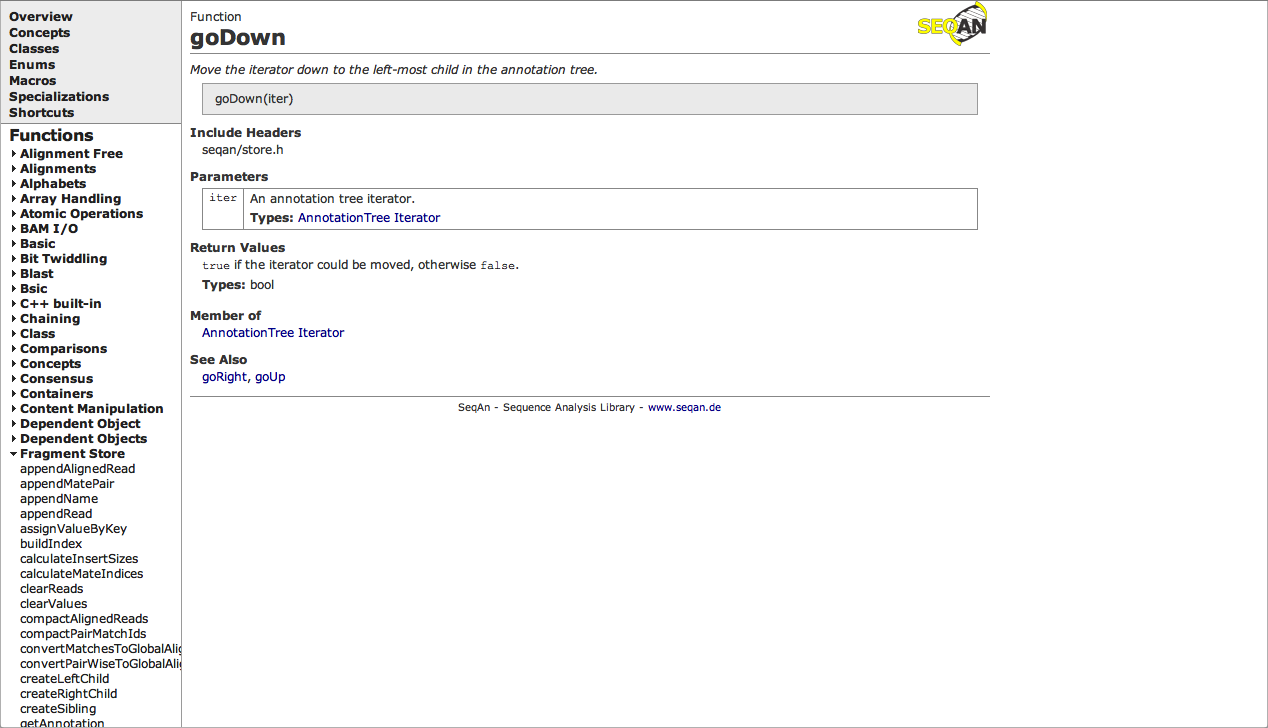 Overview
Concepts
Classes
Enums
Macros
Specializations
Shortcuts
Functions
Alignment Free
Alignments
Alphabets
Array Handling
Atomic Operations
BAM I/O
Basic
Bit Twiddling
Blast
Bsic
C++ built-in
Chaining
Class
Comparisons
Concepts
Consensus
Containers
Content Manipulation
Dependent Object
Dependent Objects
Fragment Store
appendAlignedRead
appendMatePair
appendName
appendRead
assignValueByKey
buildIndex
calculateInsertSizes
calculateMateIndices
clearReads
clearValues
compactAlignedReads
compactPairMatchIds
convertMatchesToGlobalAlig
convertPairWiseToGlobalAlig
createLeftChild
createRightChild
createSibling
getAnnotation
Function
goDown
SEQAN
Move the iterator down to the left-most child in the annotation tree.
goDown(iter)
Include Headers
seqan/store.h
Parameters
iter An annotation tree iterator.
Types: AnnotationTree Iterator
Return Values
true if the iterator could be moved, otherwise false.
Types: bool
Member of
AnnotationTree Iterator
See Also
goRight, goUp
SeqAn - Sequence Analysis Library - www.seqan.de